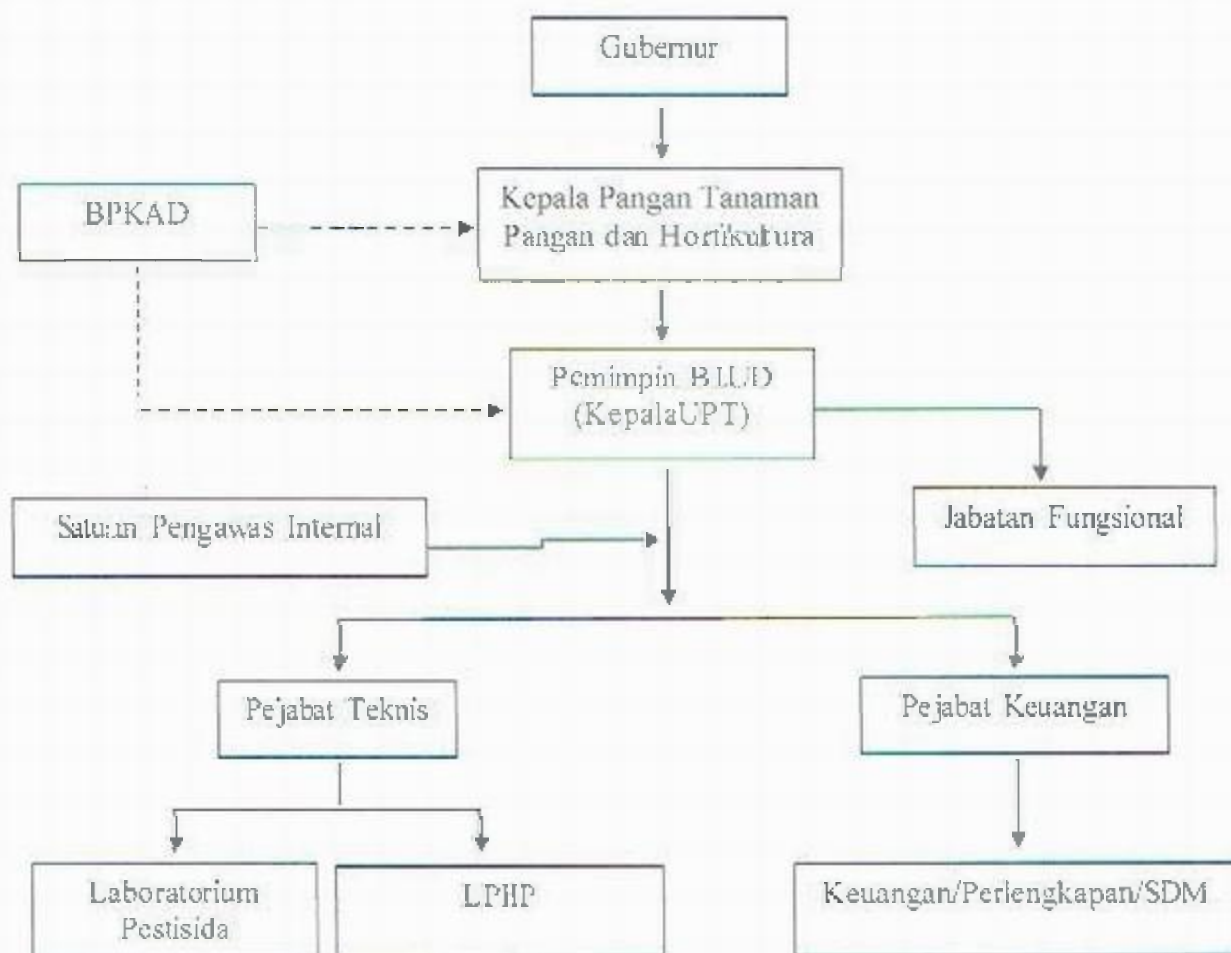 Gubernur
Kepala Pangan Tanaman
Pangan dan Hortikultura
BPKAD
Pemimpin BLUD
(KepalaUPT)
Satuan Pengawas Internal
Jabatan Fungsional
Pejabat Teknis
Pejabat Keuangan
Laboratorium
Pestisida
LPHP
Keuangan/Perlengkapan/SDM